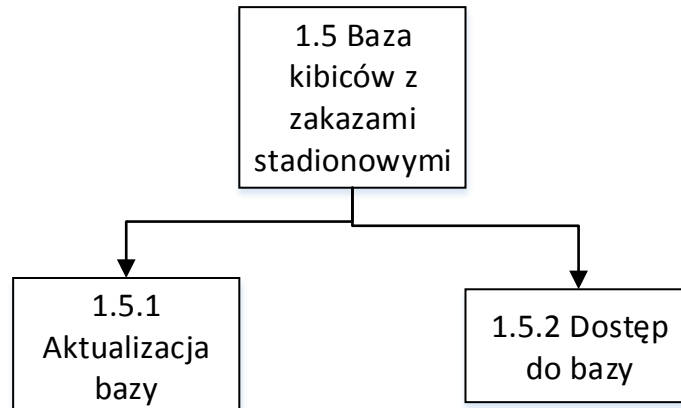 1.5 Baza
kibiców z
zakazami
stadionowymi
1.5.1
Aktualizacja
bazy
1.5.2 Dostęp
do bazy